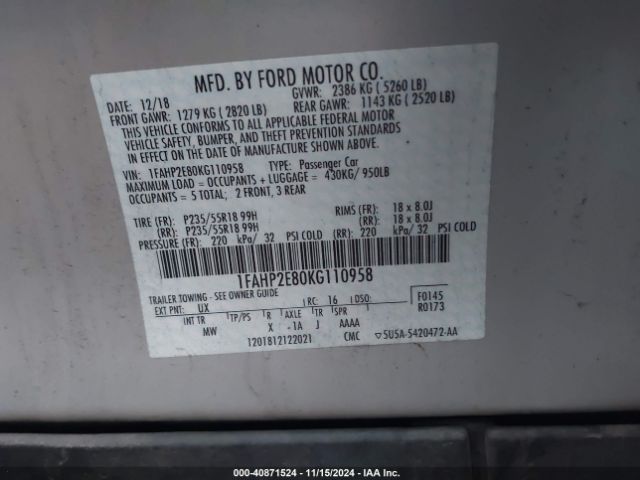 MFD. BY FORD MOTOR CO.
DATE: 12/18 GVWR: 2386 KG ( 5260 LB)
FRONT GAWR: 1279 KG ( 2820 LB) REAR GAWR: 1143 KG ( 2520 LB)
THIS VEHICLE CONFORMS TO ALL APPLICABLE FEDERAL MOTOR
VEHICLE SAFETY, BUMPER, AND THEFT PREVENTION STANDARDS
IN EFFECT ON THE DATE OF MANUFACTURE SHOWN ABOVE.
VIN: 1FAHP2E80KG110958 TYPE: Passenger Car
MAXIMUM LOAD = OCCUPANTS + LUGGAGE = 430KG/ 950LB
OCCUPANTS = 5 TOTAL; 2 FRONT, 3 REAR
TIRE (FR): P235/55R18 99H RIMS (FR): 18 x 8.0J
(RR): P235/55R18 99H (RR): 18 x 8.0J
PRESSURE (FR): 220 kPa/ 32 PSI COLD (RR): 220 kPa/ 32 PSI COLD
1FAHP2E80KG110958
TRAILER TOWING - SEE OWNER GUIDE
EXT PNT: UX RC: 16 DSO: F0145
INT TR TP/PS R AXLE TR SPR R0173
MW X -1A J AAAA
120181212 2021 CMC 5U5A-5420472-AA
000-40871524 - 11/15/2024 - IAA Inc.